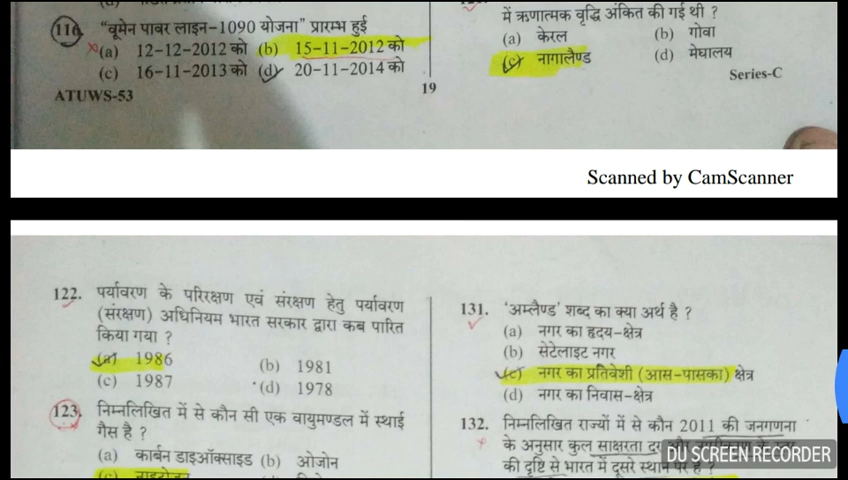 116. "वूमेन पावर लाइन-1090 योजना" प्रारम्भ हुई
(a) 12-12-2012 को (b) 15-11-2012 को
(c) 16-11-2013 को (d) 20-11-2014 को
ATUWS-53
19
में ऋणात्मक वृद्धि अंकित की गई थी ?
(a) केरल (b) गोवा
(c) नागालैण्ड (d) मेघालय
Series-C
Scanned by CamScanner
122. पर्यावरण के परिरक्षण एवं संरक्षण हेतु पर्यावरण
(संरक्षण) अधिनियम भारत सरकार द्वारा कब पारित
किया गया ?
(a) 1986 (b) 1981
(c) 1987 (d) 1978
123. निम्नलिखित में से कौन सी एक वायुमण्डल में स्थाई
गैस है ?
(a) कार्बन डाइऑक्साइड (b) ओजोन
(c) नाइट्रोजन
131. 'अम्लैण्ड' शब्द का क्या अर्थ है ?
(a) नगर का हृदय-क्षेत्र
(b) सेटेलाइट नगर
(c) नगर का प्रतिवेशी (आस-पासका) क्षेत्र
(d) नगर का निवास-क्षेत्र
132. निम्नलिखित राज्यों में से कौन 2011 की जनगणना
के अनुसार कुल साक्षरता दर
की दृष्टि से भारत में दूसरे स्थान पर है ?
DU SCREEN RECORDER